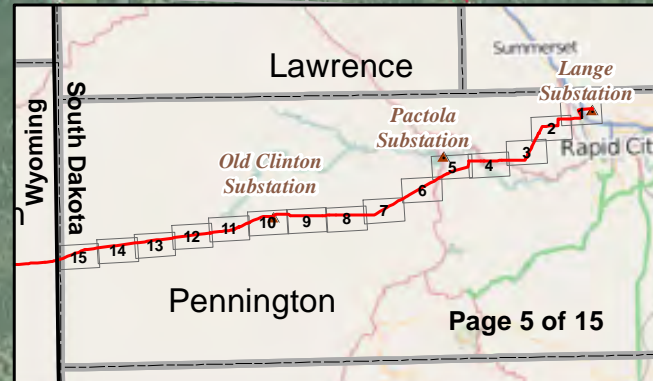 Summerset
Lawrence
Lange
Substation
Wyoming
South Dakota
Pactola
Substation
Rapid Cit
Old Clinton
Substation
1
2
3
4
5
6
7
8
9
10
11
12
13
14
15
Pennington
Page 5 of 15